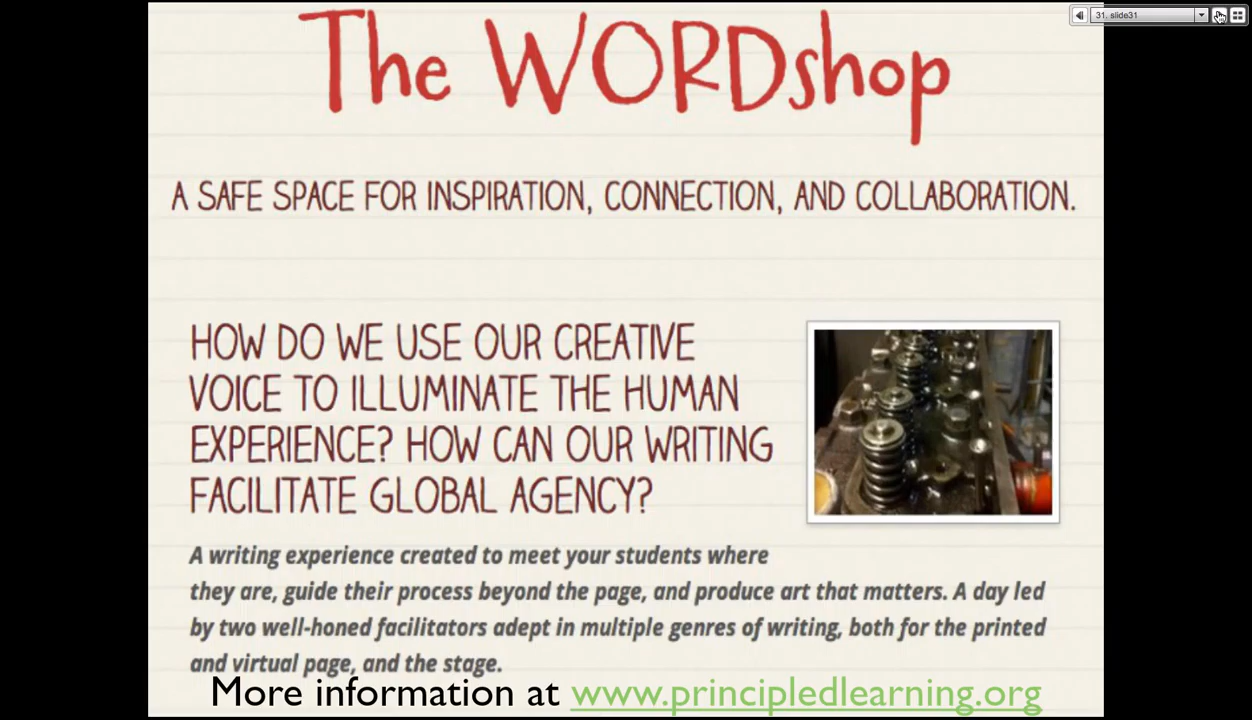 31. slide31
The WORDshop
A SAFE SPACE FOR INSPIRATION, CONNECTION, AND COLLABORATION.
HOW DO WE USE OUR CREATIVE
VOICE TO ILLUMINATE THE HUMAN
EXPERIENCE? HOW CAN OUR WRITING
FACILITATE GLOBAL AGENCY?
A writing experience created to meet your students where
they are, guide their process beyond the page, and produce art that matters. A day led
by two well-honed facilitators adept in multiple genres of writing, both for the printed
and virtual page, and the stage.
More information at www.principledlearning.org